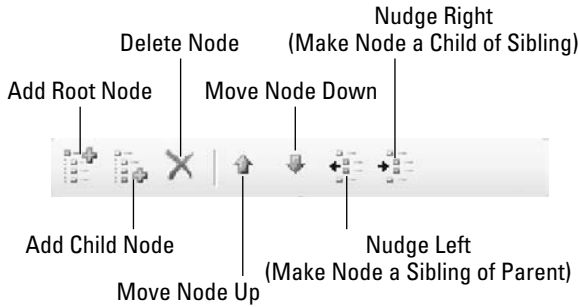 Nudge Right
(Make Node a Child of Sibling)
Delete Node
Add Root Node
Move Node Down
Add Child Node
Nudge Left
(Make Node a Sibling of Parent)
Move Node Up